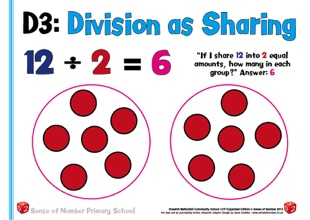 D3: Division as Sharing
12 ÷ 2 = 6
"If I share 12 into 2 equal
amounts, how many in each
group?" Answer: 6
Sense of Number Primary School